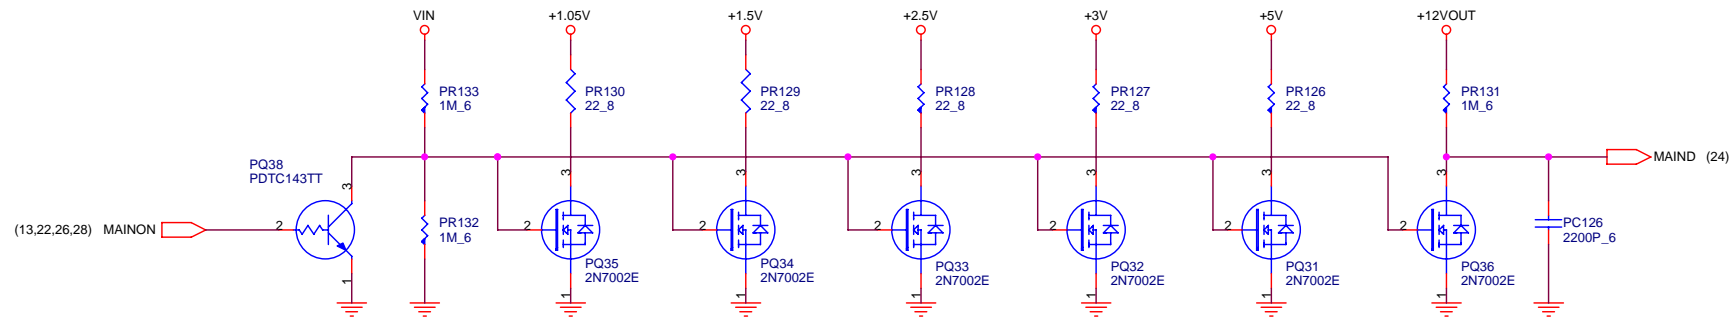 VIN
+1.05V
+1.5V
+2.5V
+3V
+5V
+12VOUT
PR133
1M_6
PR130
22_8
PR129
22_8
PR128
22_8
PR127
22_8
PR126
22_8
PR131
1M_6
PQ38
PDTC143TT
3
3
3
3
3
3
3
MAIND (24)
(13,22,26,28) MAINON
2
PR132
1M_6
2
2
2
2
2
2
PC126
2200P_6
PQ35
2N7002E
PQ34
2N7002E
PQ33
2N7002E
PQ32
2N7002E
PQ31
2N7002E
PQ36
2N7002E
1
1
1
1
1
1
1